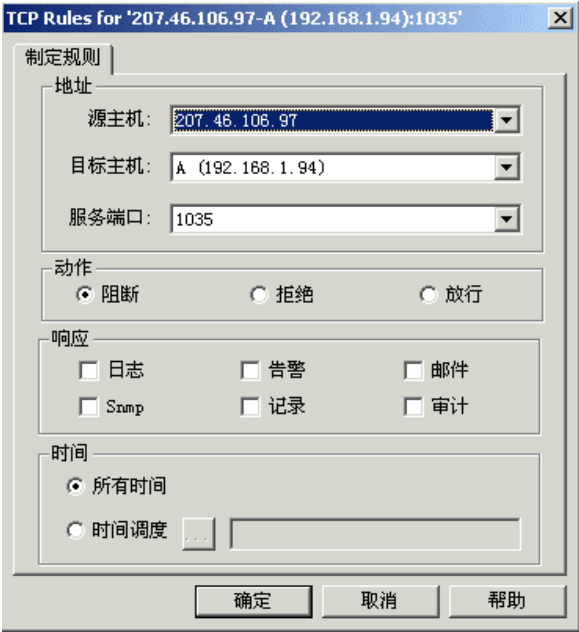 TCP Rules for '207.46.106.97-A (192.168.1.94):1035'
制定规则
地址
源主机: 207.46.106.97
目标主机: A (192.168.1.94)
服务端口: 1035
动作
阻断 拒绝 放行
响应
日志 告警 邮件
Snmp 记录 审计
时间
所有时间
时间调度 ...
确定 取消 帮助